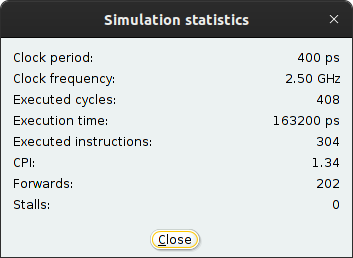 Simulation statistics ×
Clock period: 400 ps
Clock frequency: 2.50 GHz
Executed cycles: 408
Execution time: 163200 ps
Executed instructions: 304
CPI: 1.34
Forwards: 202
Stalls: 0
Close